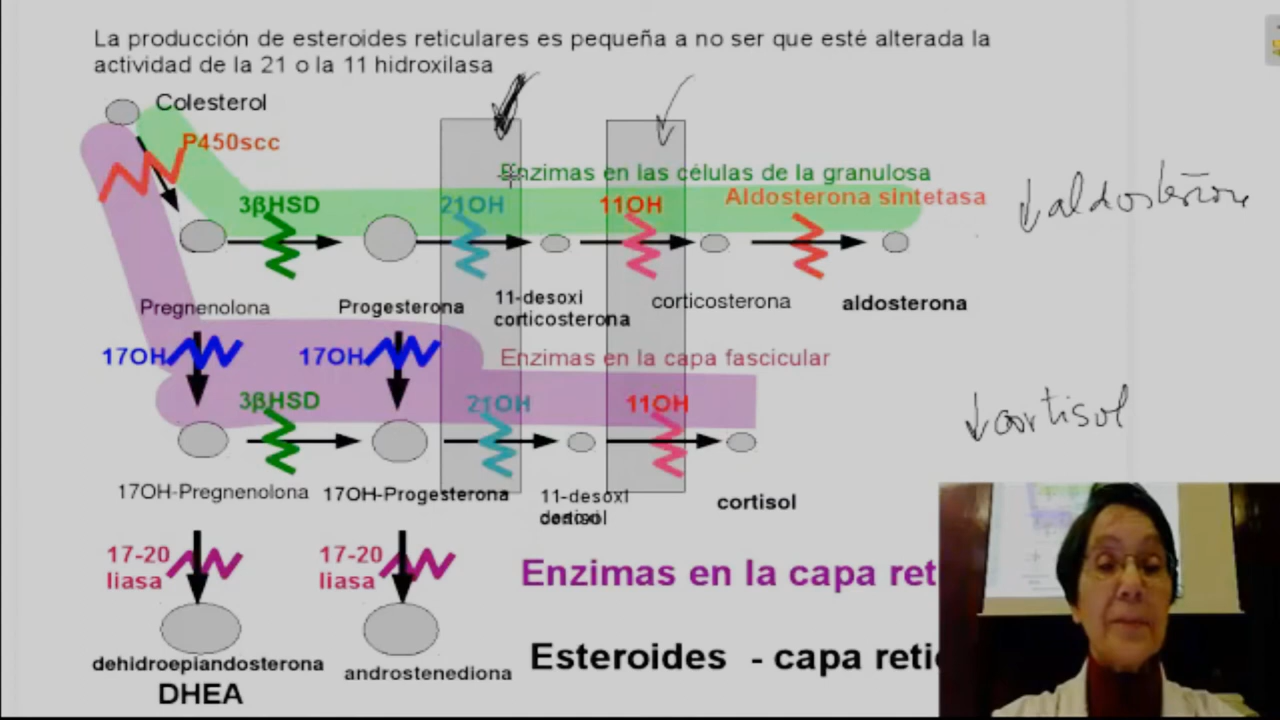 La producción de esteroides reticulares es pequeña a no ser que esté alterada la
actividad de la 21 o la 11 hidroxilasa
Colesterol
P450scc
Enzimas en las células de la granulosa
3βHSD
21OH
11OH
Aldosterona sintetasa
↓aldosterona
Pregnenolona
Progesterona
11-desoxi
corticosterona
corticosterona
aldosterona
17OH
17OH
Enzimas en la capa fascicular
3βHSD
21OH
11OH
↓cortisol
17OH-Pregnenolona
17OH-Progesterona
11-desoxi
cortisol
17-20
liasa
17-20
liasa
Enzimas en la capa ret
Esteroides - capa retic
dehidroepiandosterona
DHEA
androstenediona